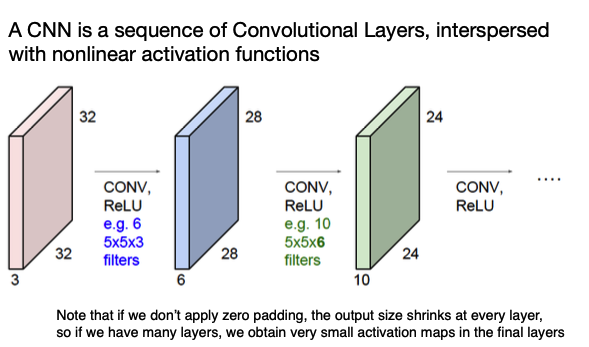 A CNN is a sequence of Convolutional Layers, interspersed
with nonlinear activation functions
32
32
3
CONV,
ReLU
e.g. 6
5x5x3
filters
28
28
6
CONV,
ReLU
e.g. 10
5x5x6
filters
24
24
10
CONV,
ReLU
....
Note that if we don’t apply zero padding, the output size shrinks at every layer,
so if we have many layers, we obtain very small activation maps in the final layers